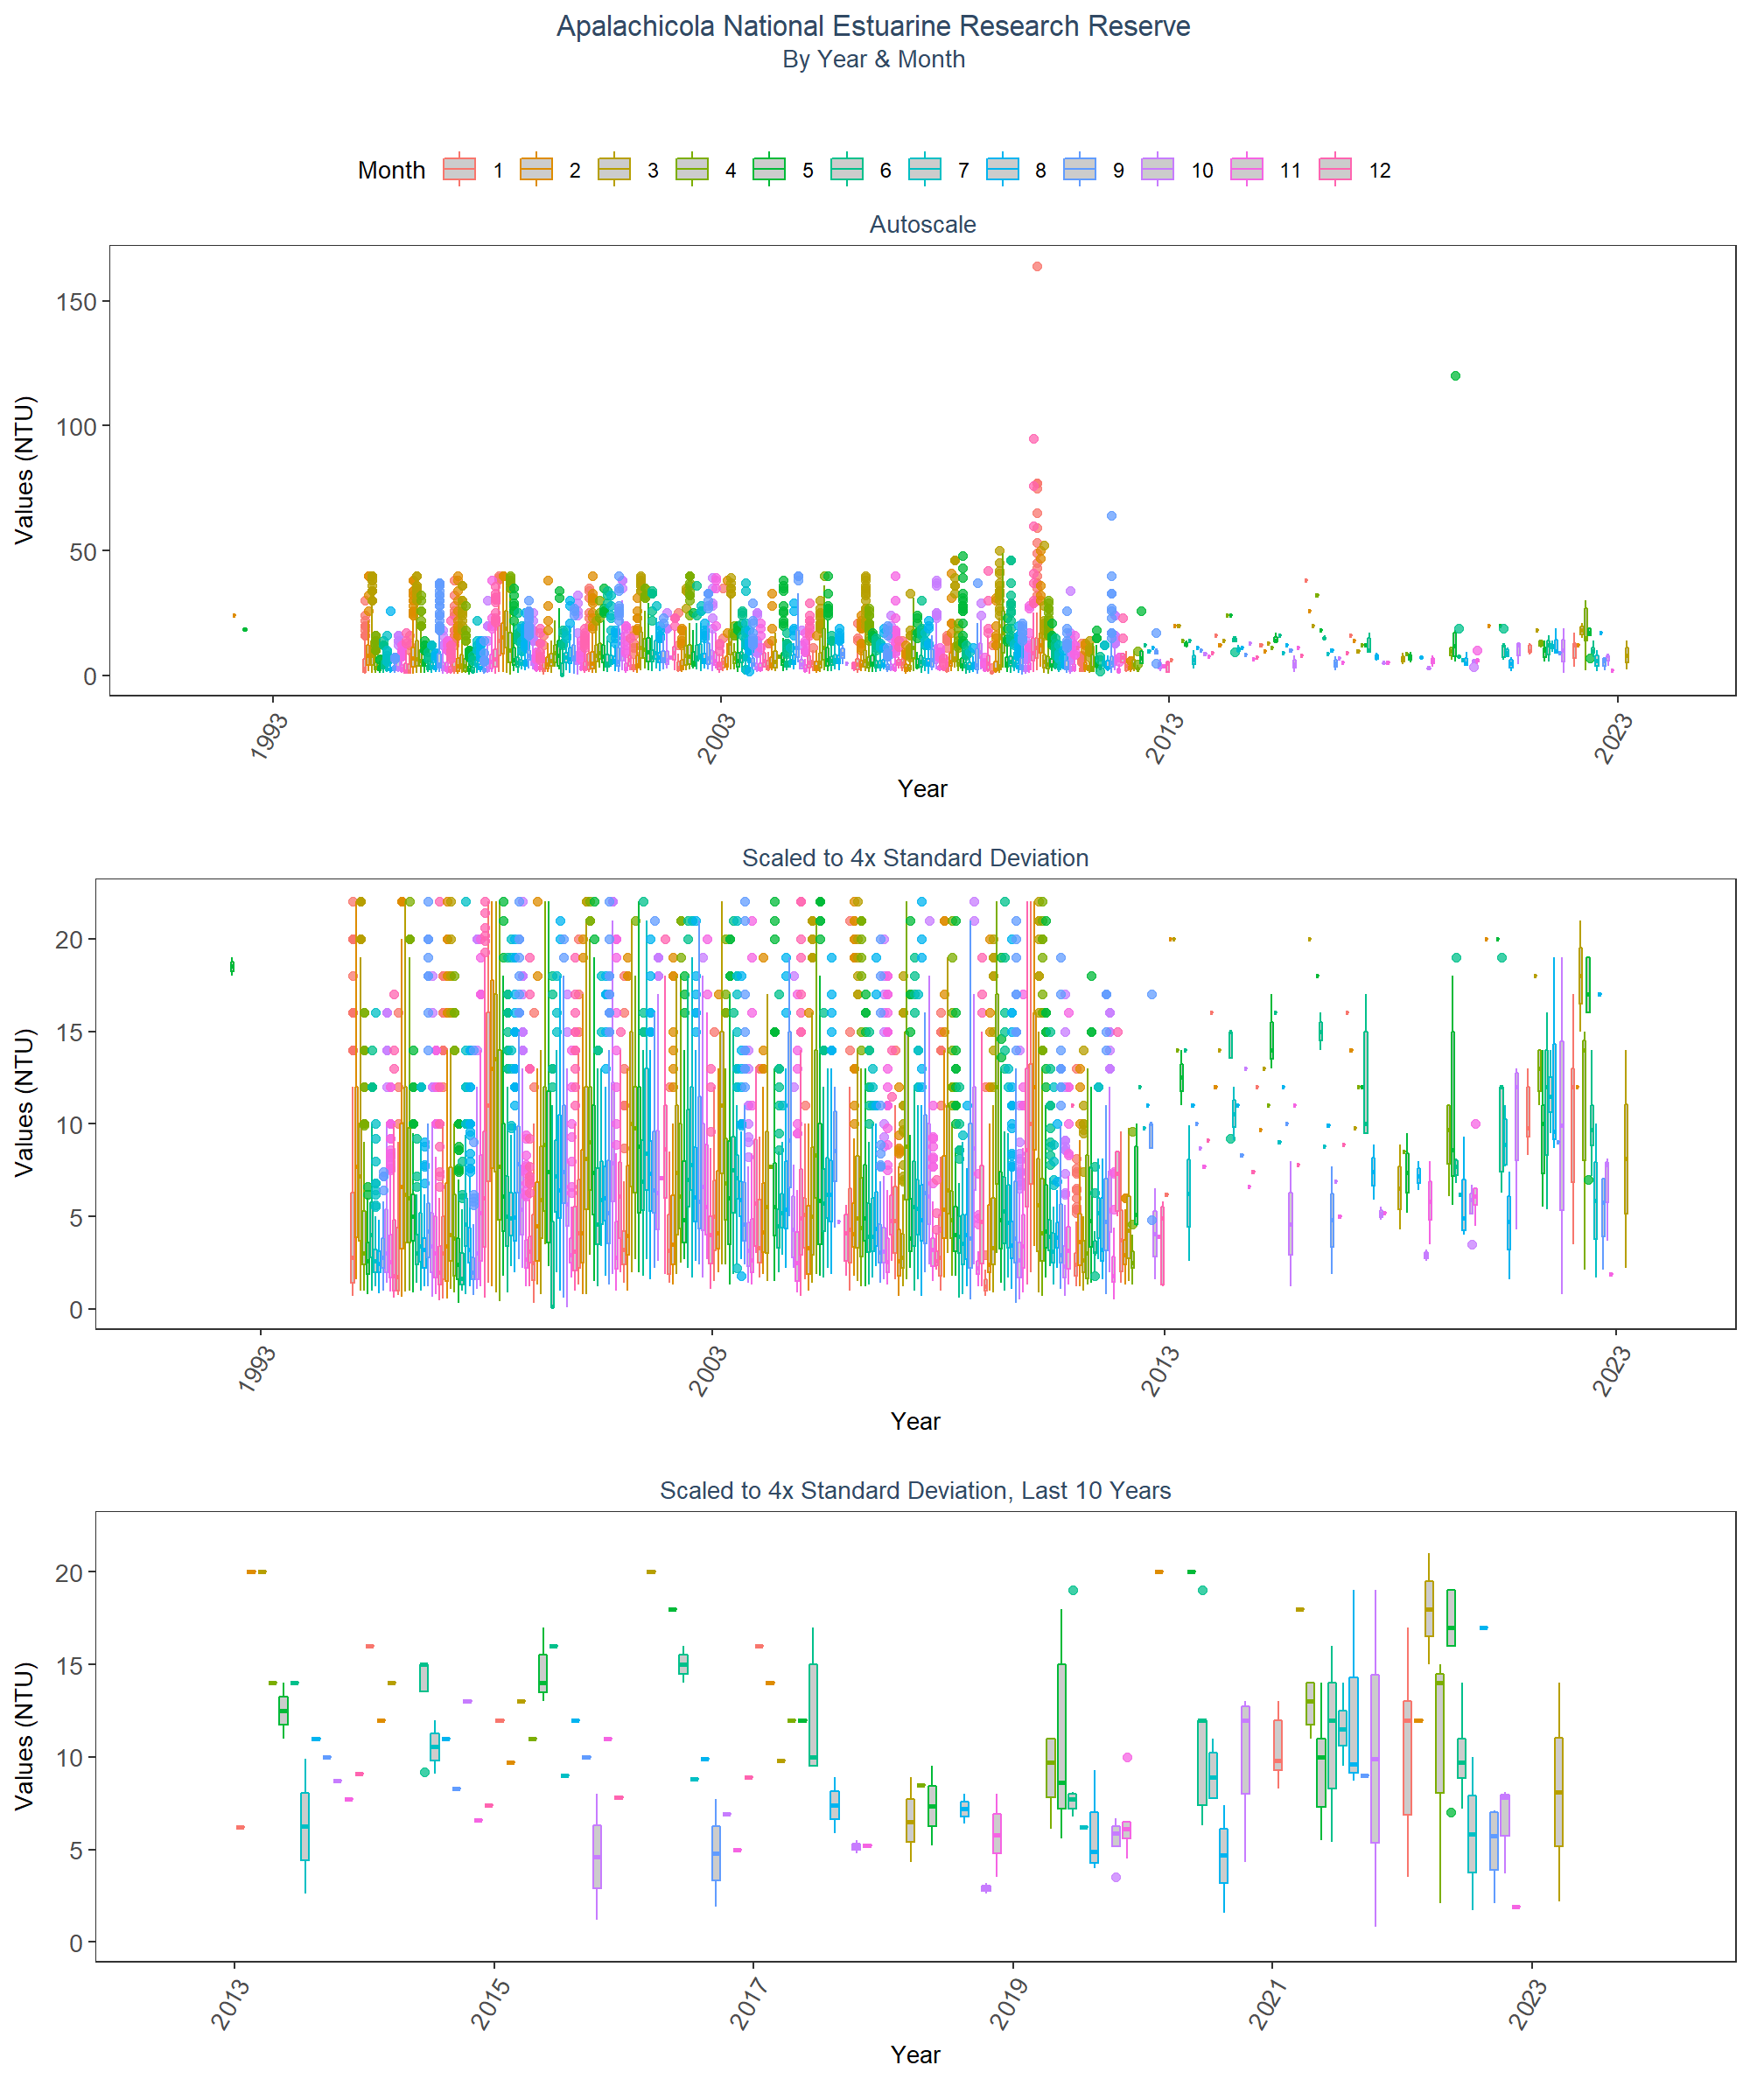 Apalachicola National Estuarine Research Reserve
By Year & Month
Month 1 2 3 4 5 6 7 8 9 10 11 12
Autoscale
Values (NTU)
150
100
50
0
1993 2003 2013 2023
Year
Scaled to 4x Standard Deviation
Values (NTU)
20
15
10
5
0
1993 2003 2013 2023
Year
Scaled to 4x Standard Deviation, Last 10 Years
Values (NTU)
20
15
10
5
0
2013 2015 2017 2019 2021 2023
Year